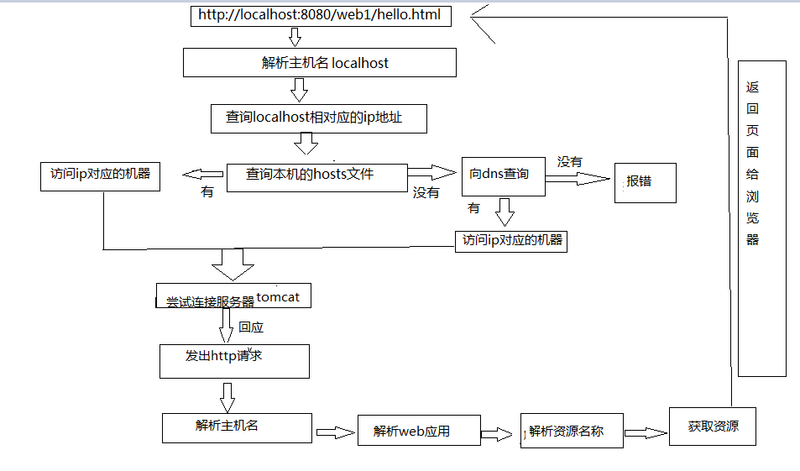 http://localhost:8080/web1/hello.html
解析主机名 localhost
查询localhost相对应的ip地址
访问ip对应的机器
有
查询本机的hosts文件
没有
向dns查询
没有
报错
有
访问ip对应的机器
尝试连接服务器 tomcat
回应
发出http请求
解析主机名
解析web应用
解析资源名称
获取资源
返回页面给浏览器